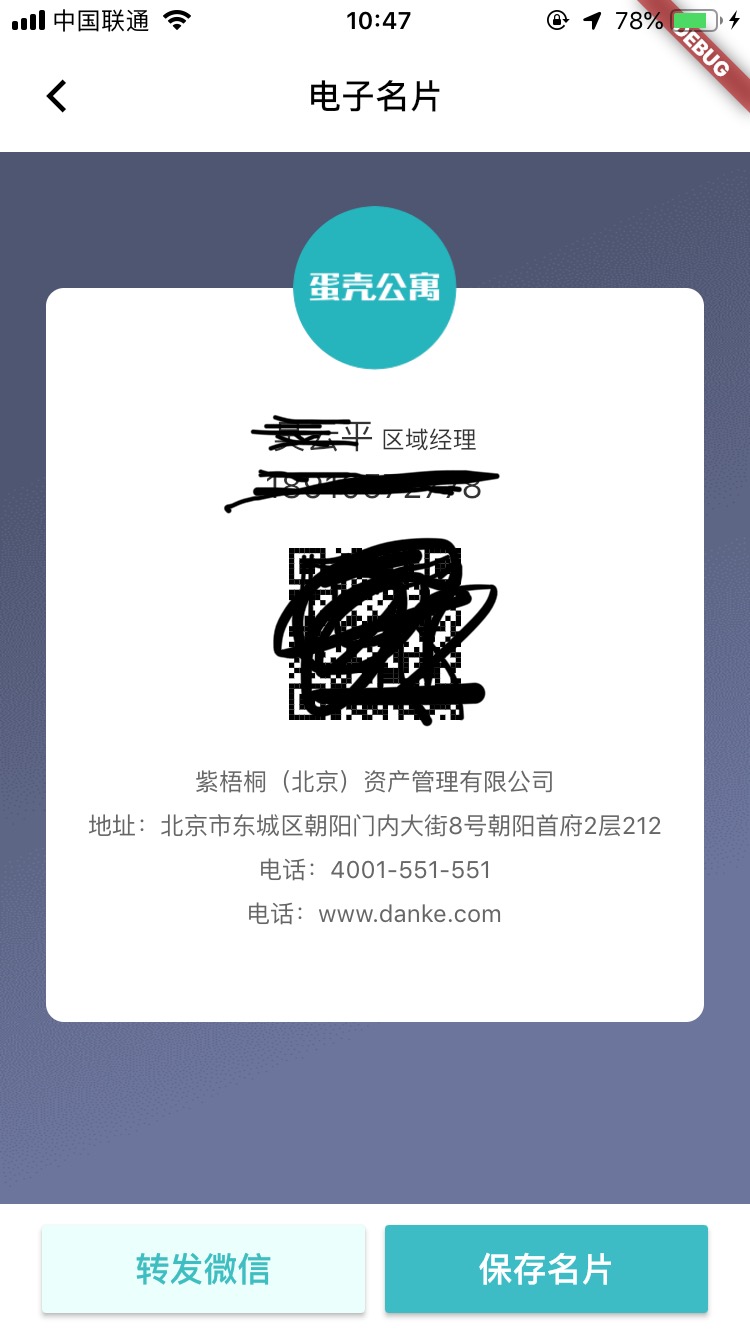 中国联通 10:47 78%
DEBUG
电子名片
蛋壳公寓
区域经理
紫梧桐（北京）资产管理有限公司
地址：北京市东城区朝阳门内大街8号朝阳首府2层212
电话：4001-551-551
电话：www.danke.com
转发微信 保存名片